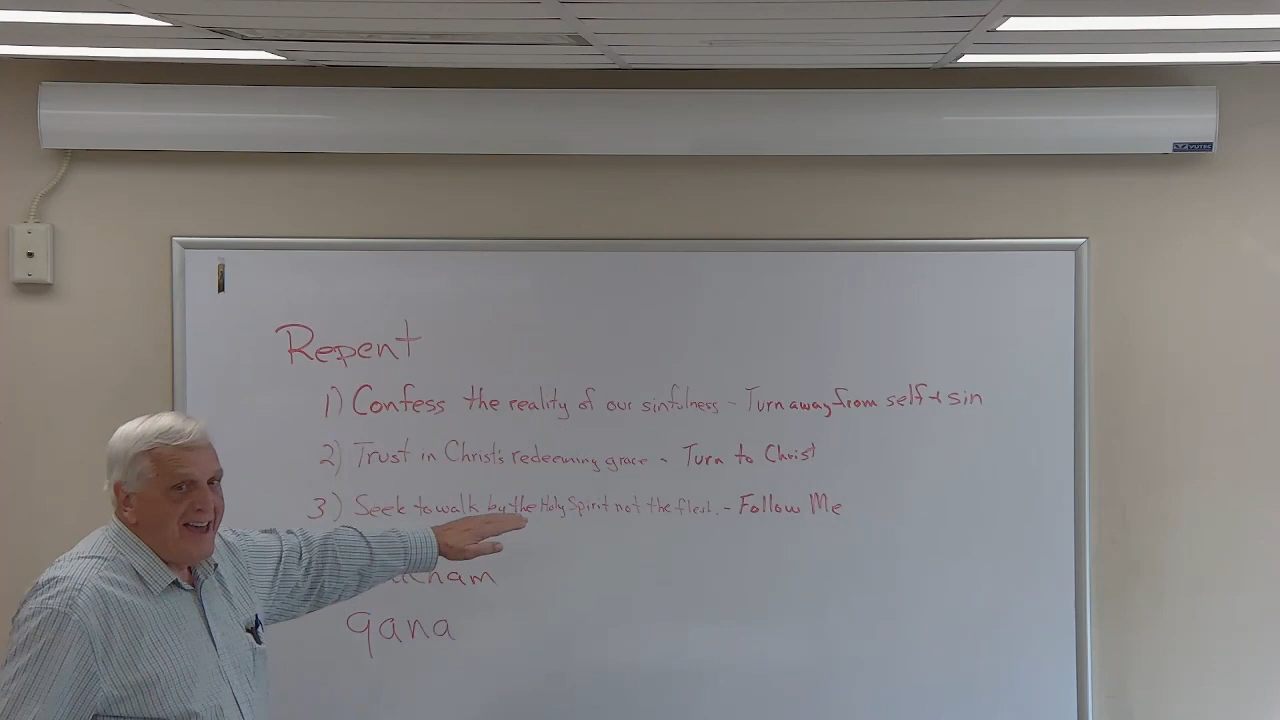 VUTEC
Repent
1) Confess the reality of our sinfulness - Turn away from self + sin
2) Trust in Christ's redeeming grace - Turn to Christ
3) Seek to walk by the Holy Spirit not the flesh. - Follow Me
qana